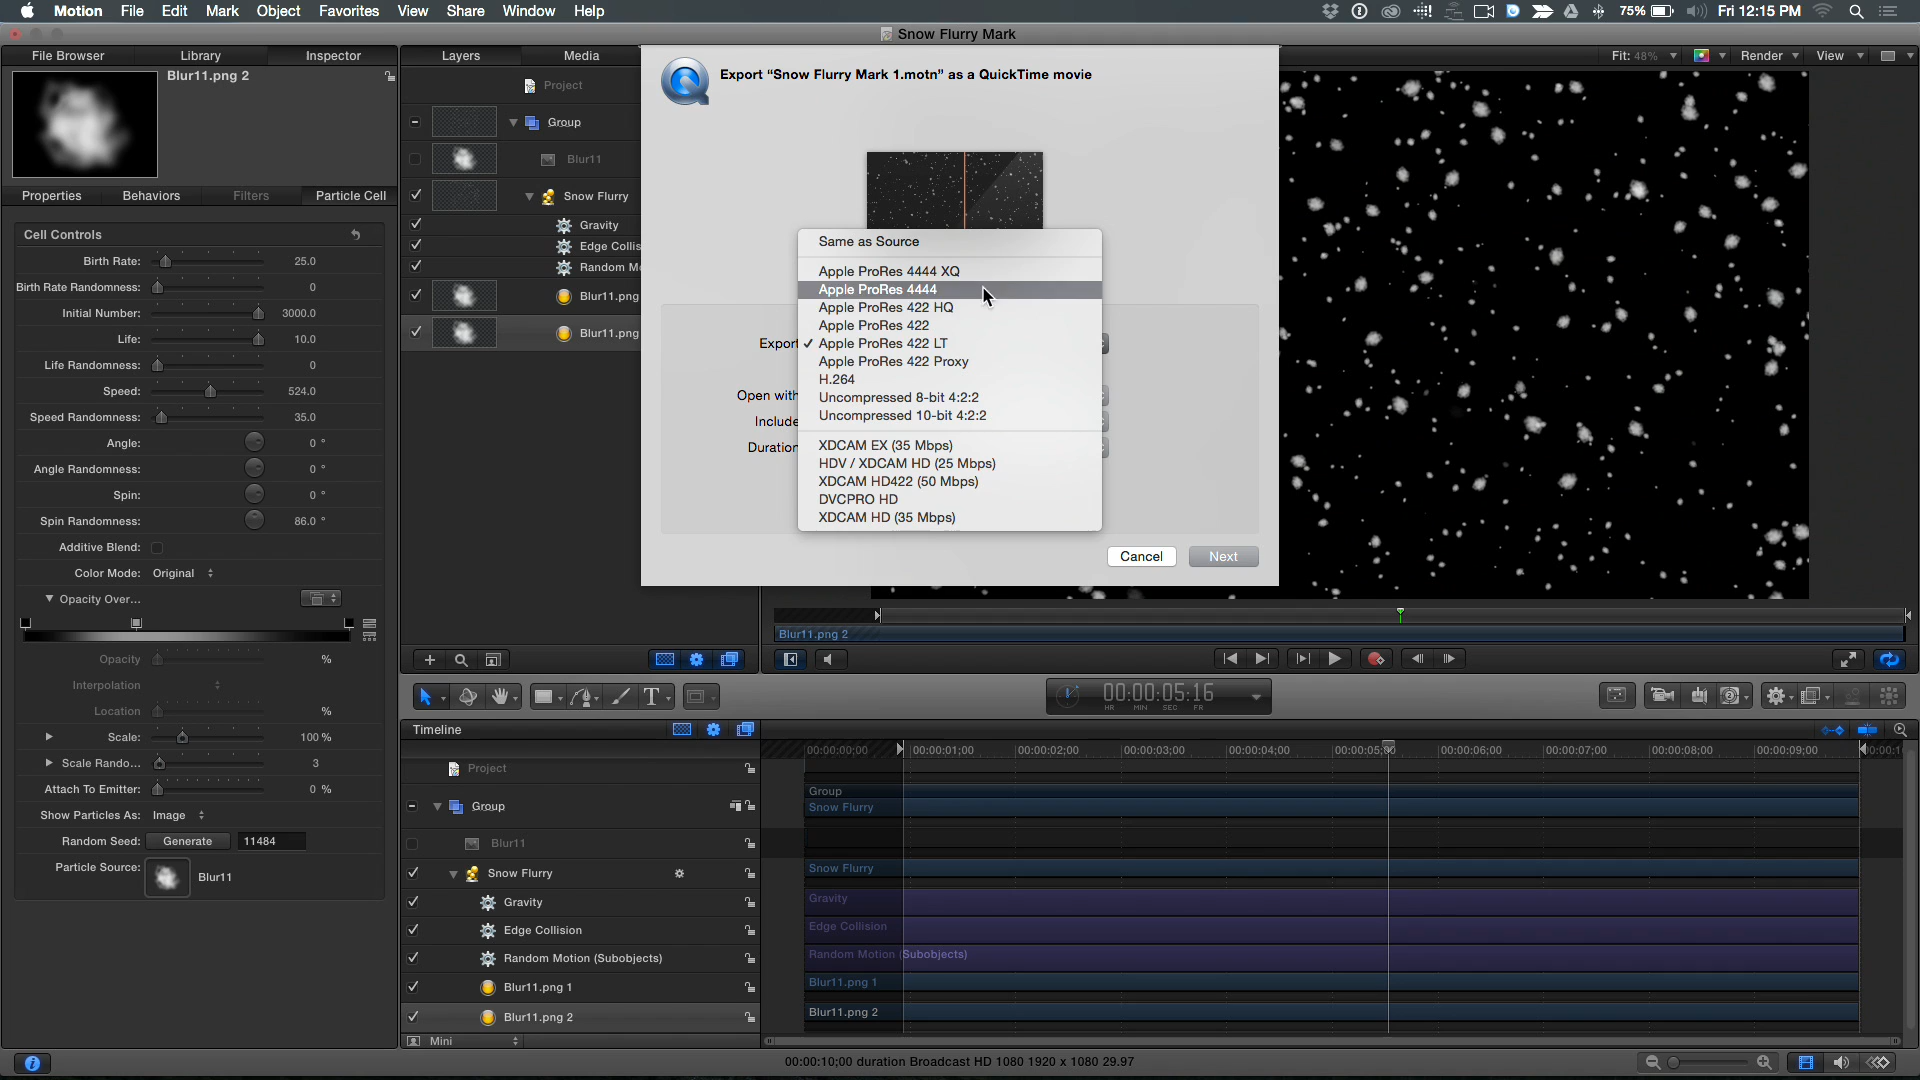 Motion File Edit Mark Object Favorites View Share Window Help 75% Fri 12:15 PM
Snow Flurry Mark
File Browser Library Inspector Layers Media Fit: 48% Render View
Blur11.png 2
Properties Behaviors Filters Particle Cell
Cell Controls
Birth Rate: 25.0
Birth Rate Randomness: 0
Initial Number: 3000.0
Life: 10.0
Life Randomness: 0
Speed: 524.0
Speed Randomness: 35.0
Angle: 0 °
Angle Randomness: 0 °
Spin: 0 °
Spin Randomness: 86.0 °
Additive Blend:
Color Mode: Original
Opacity Over...
Opacity %
Interpolation
Location %
Scale: 100 %
Scale Rando... 3
Attach To Emitter: 0 %
Show Particles As: Image
Random Seed: Generate 11484
Particle Source: Blur11
Project
Group
Blur11
Snow Flurry
Gravity
Edge Collis
Random Mo
Blur11.png
Blur11.png
Export “Snow Flurry Mark 1.motn” as a QuickTime movie
Export
Open with
Include
Duration
Same as Source
Apple ProRes 4444 XQ
Apple ProRes 4444
Apple ProRes 422 HQ
Apple ProRes 422
✓ Apple ProRes 422 LT
Apple ProRes 422 Proxy
H.264
Uncompressed 8-bit 4:2:2
Uncompressed 10-bit 4:2:2
XDCAM EX (35 Mbps)
HDV / XDCAM HD (25 Mbps)
XDCAM HD422 (50 Mbps)
DVCPRO HD
XDCAM HD (35 Mbps)
Cancel Next
Blur11.png 2
00:00:05:16
HR MIN SEC FR
Timeline
00:00:00;00 00:00:01;00 00:00:02;00 00:00:03;00 00:00:04;00 00:00:05;00 00:00:06;00 00:00:07;00 00:00:08;00 00:00:09;00 00:00:1
Project
Group
Blur11
Snow Flurry
Gravity
Edge Collision
Random Motion (Subobjects)
Blur11.png 1
Blur11.png 2
Group
Snow Flurry
Snow Flurry
Gravity
Edge Collision
Random Motion (Subobjects)
Blur11.png 1
Blur11.png 2
Mini
00:00:10;00 duration Broadcast HD 1080 1920 x 1080 29.97